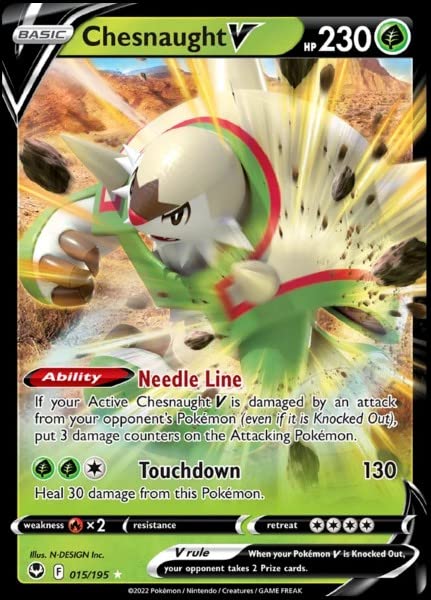 BASIC Chesnaught V HP 230
Ability Needle Line
If your Active Chesnaught V is damaged by an attack
from your opponent's Pokémon (even if it is Knocked Out),
put 3 damage counters on the Attacking Pokémon.
Touchdown 130
Heal 30 damage from this Pokémon.
weakness ×2 resistance retreat
Illus. N-DESIGN Inc.
V rule When your Pokémon V is Knocked Out,
your opponent takes 2 Prize cards.
F 015/195 ★
©2022 Pokémon / Nintendo / Creatures / GAME FREAK